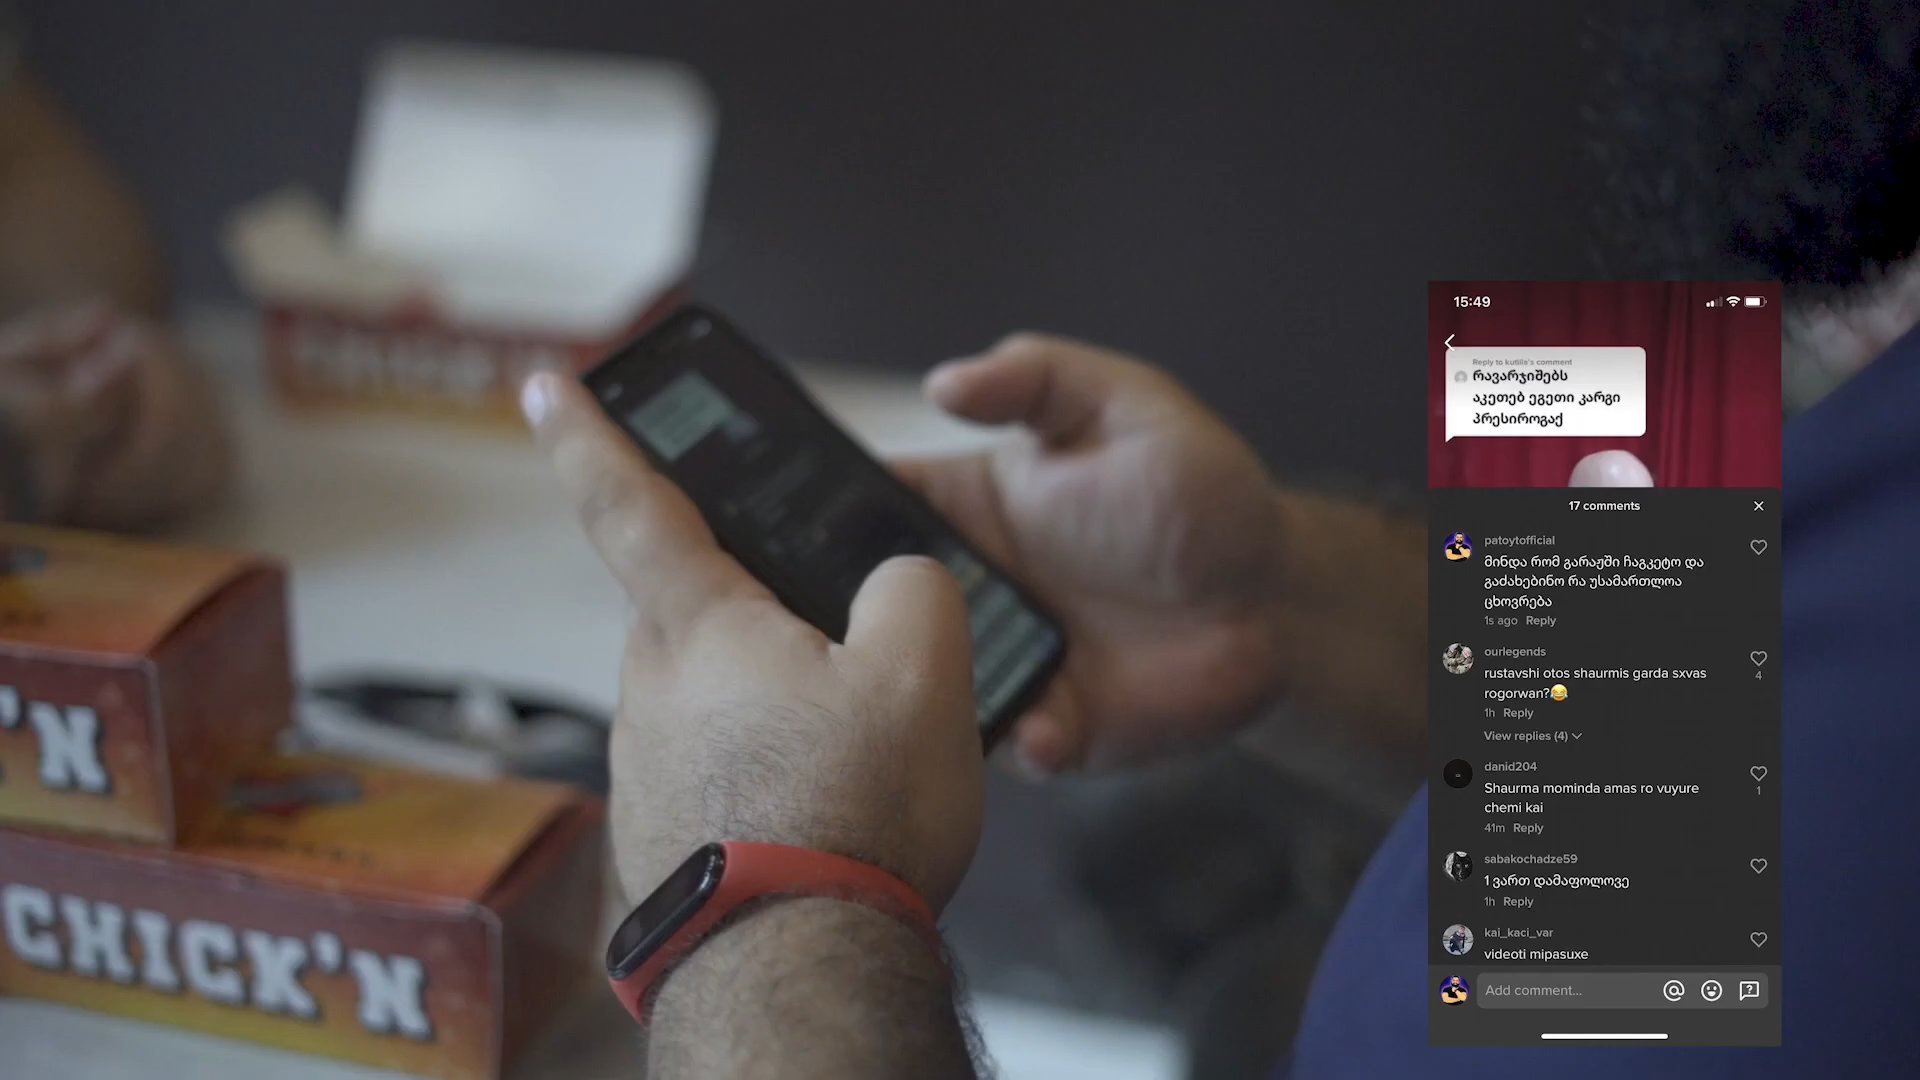 'N
CHICK'N
15:49
Reply to kutilia's comment
რავარჯიშებს
აკეთებ ეგეთი კარგი
პრესიროგაქ
17 comments
patoytofficial
მინდა რომ გარაჟში ჩაგკეტო და
გაძახებინო რა უსამართლოა
ცხოვრება
1s ago Reply
ourlegends
rustavshi otos shaurmis garda sxvas
rogorwan?😂
4
1h Reply
View replies (4)
danid204
Shaurma mominda amas ro vuyure
chemi kai
1
41m Reply
sabakochadze59
1 ვართ დამაფოლოვე
1h Reply
kai_kaci_var
videoti mipasuxe
Add comment...